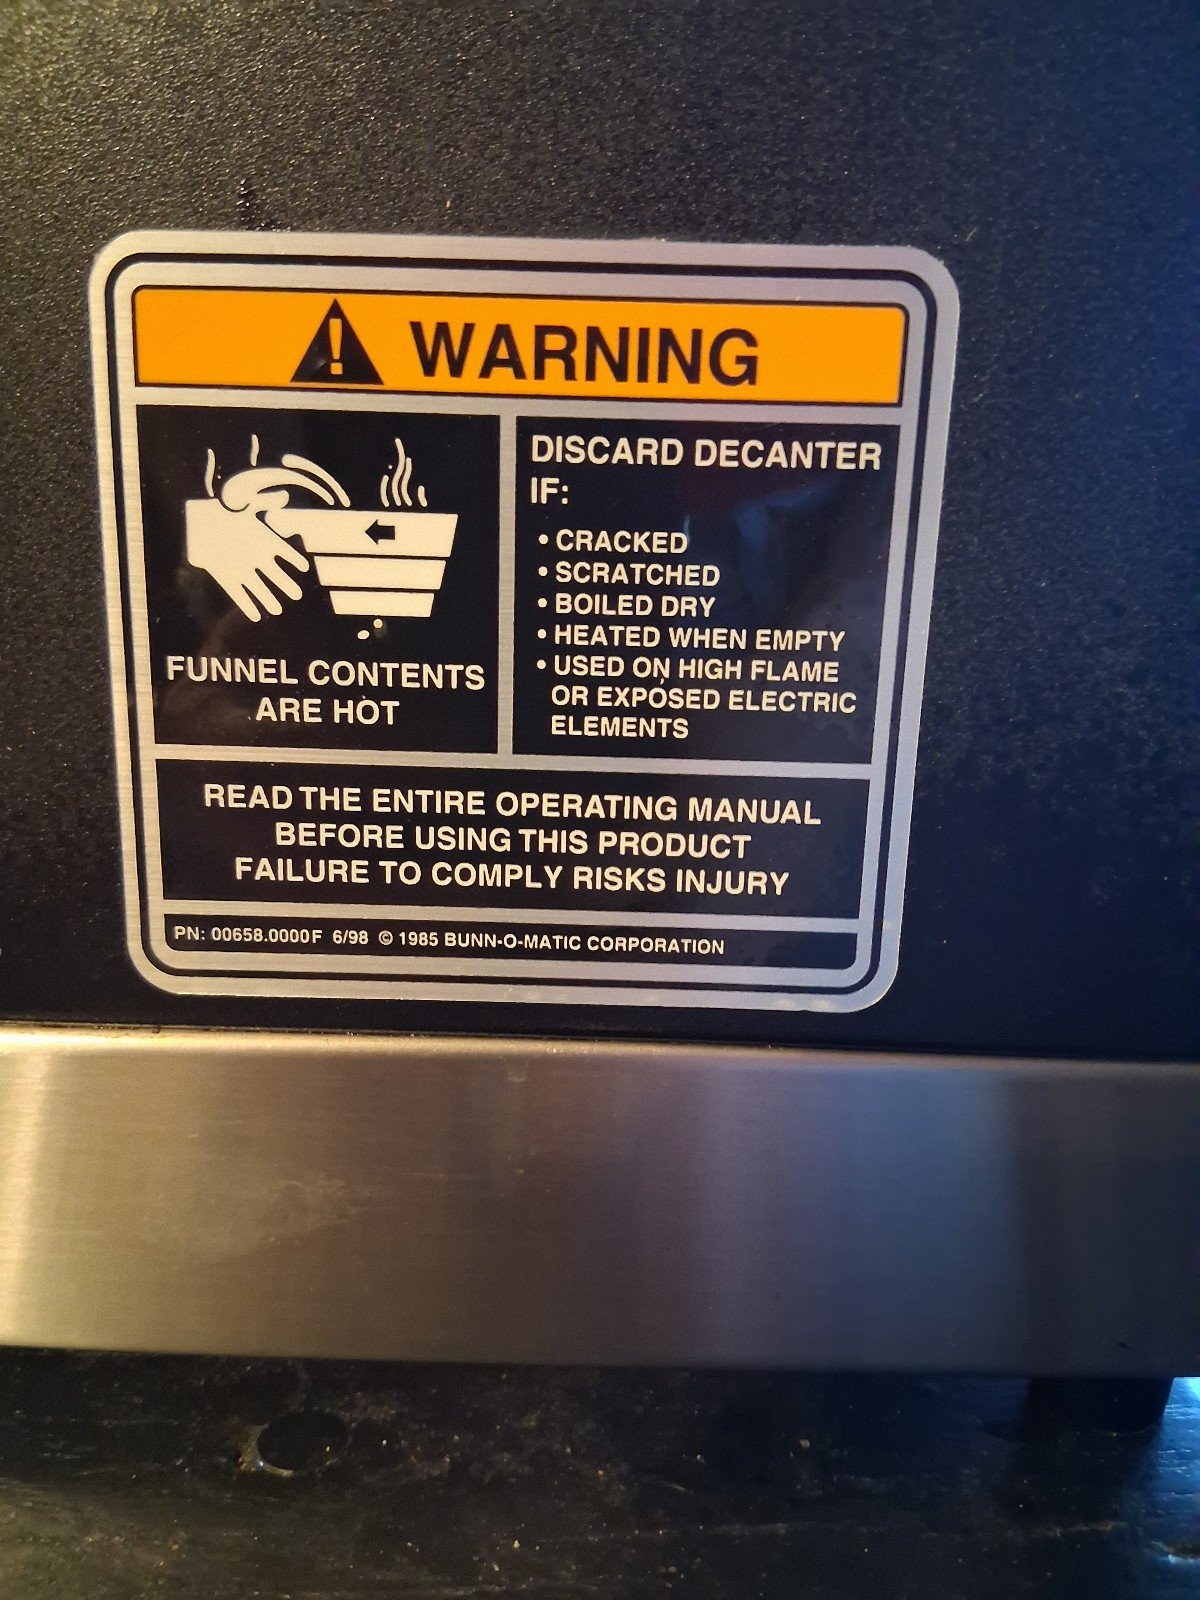 WARNING
FUNNEL CONTENTS
ARE HOT
DISCARD DECANTER
IF:
• CRACKED
• SCRATCHED
• BOILED DRY
• HEATED WHEN EMPTY
• USED ON HIGH FLAME
OR EXPOSED ELECTRIC
ELEMENTS
READ THE ENTIRE OPERATING MANUAL
BEFORE USING THIS PRODUCT
FAILURE TO COMPLY RISKS INJURY
PN: 00658.0000F 6/98 © 1985 BUNN-O-MATIC CORPORATION